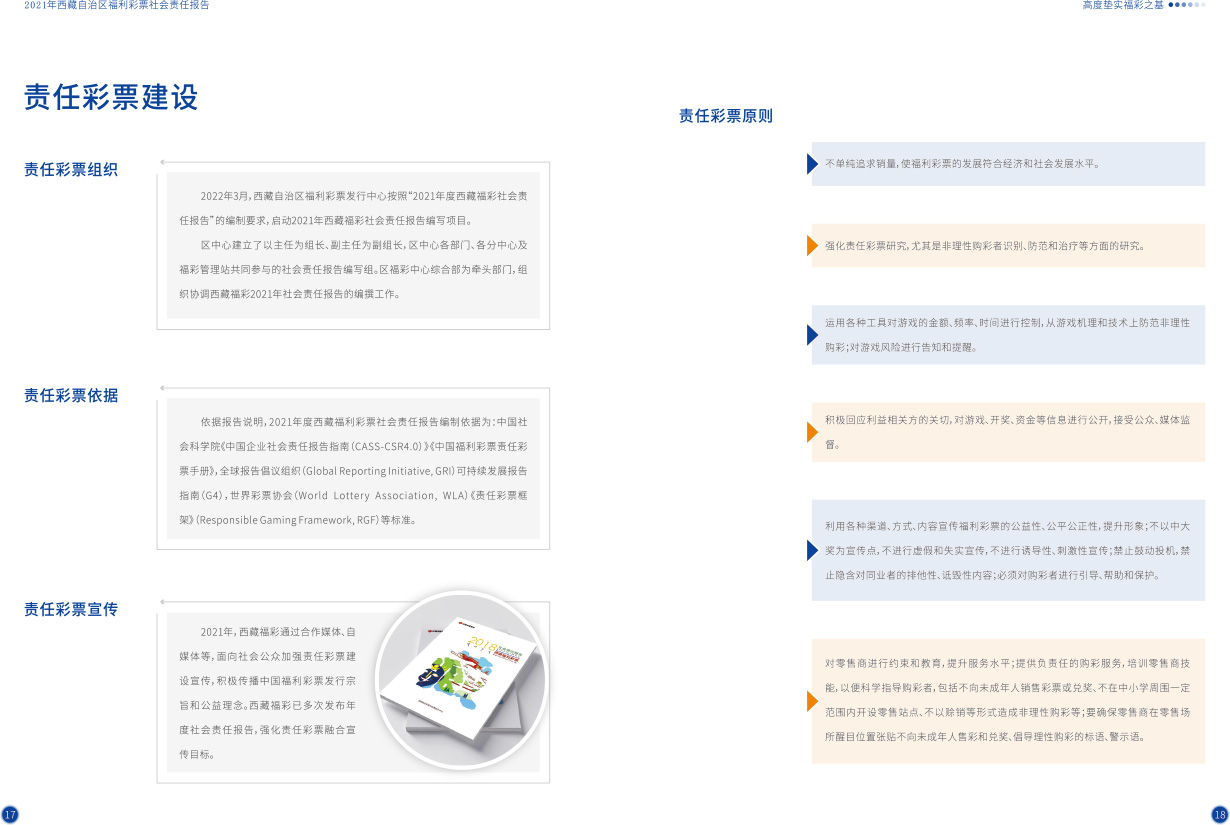 2021年西藏自治区福利彩票社会责任报告
高度垫实福彩之基
责任彩票建设
责任彩票组织
2022年3月，西藏自治区福利彩票发行中心按照“2021年度西藏福彩社会责
任报告”的编制要求，启动2021年西藏福彩社会责任报告编写项目。
区中心建立了以主任为组长、副主任为副组长，区中心各部门、各分中心及
福彩管理站共同参与的社会责任报告编写组。区福彩中心综合部为牵头部门，组
织协调西藏福彩2021年社会责任报告的编撰工作。
责任彩票依据
依据报告说明，2021年度西藏福利彩票社会责任报告编制依据为：中国社
会科学院《中国企业社会责任报告指南（CASS-CSR4.0）》《中国福利彩票责任彩
票手册》，全球报告倡议组织（Global Reporting Initiative, GRI）可持续发展报告
指南（G4），世界彩票协会（World Lottery Association, WLA）《责任彩票框
架》（Responsible Gaming Framework, RGF）等标准。
责任彩票宣传
2021年，西藏福彩通过合作媒体、自
媒体等，面向社会公众加强责任彩票建
设宣传，积极传播中国福利彩票发行宗
旨和公益理念。西藏福彩已多次发布年
度社会责任报告，强化责任彩票融合宣
传目标。
2018
17
责任彩票原则
不单纯追求销量，使福利彩票的发展符合经济和社会发展水平。
强化责任彩票研究，尤其是非理性购彩者识别、防范和治疗等方面的研究。
运用各种工具对游戏的金额、频率、时间进行控制，从游戏机理和技术上防范非理性
购彩；对游戏风险进行告知和提醒。
积极回应利益相关方的关切，对游戏、开奖、资金等信息进行公开，接受公众、媒体监
督。
利用各种渠道、方式、内容宣传福利彩票的公益性、公平公正性，提升形象；不以中大
奖为宣传点，不进行虚假和失实宣传，不进行诱导性、刺激性宣传；禁止鼓动投机，禁
止隐含对同业者的排他性、诋毁性内容；必须对购彩者进行引导、帮助和保护。
对零售商进行约束和教育，提升服务水平；提供负责任的购彩服务，培训零售商技
能，以便科学指导购彩者，包括不向未成年人销售彩票或兑奖、不在中小学周围一定
范围内开设零售站点、不以赊销等形式造成非理性购彩等；要确保零售商在零售场
所醒目位置张贴不向未成年人售彩和兑奖、倡导理性购彩的标语、警示语。
18